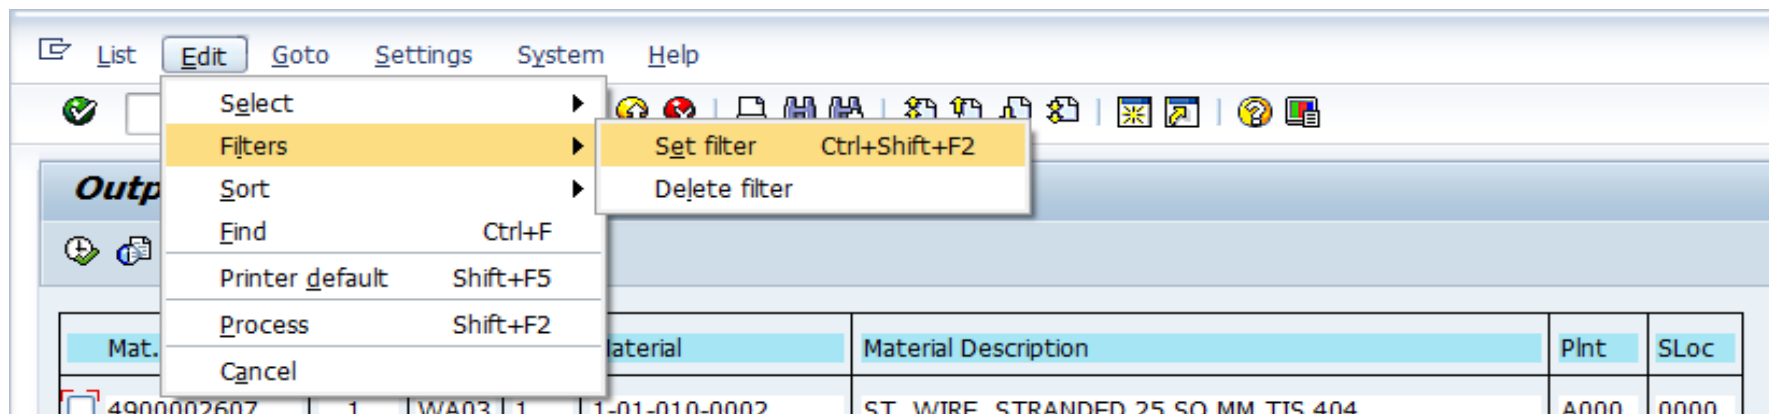 List Edit Goto Settings System Help
Select
Filters
Set filter Ctrl+Shift+F2
Sort
Delete filter
Outp
Find Ctrl+F
Printer default Shift+F5
Process Shift+F2
Mat. aterial Material Description Plnt SLoc
Cancel
4900002607 1 WA03 1 1-01-010-0002 ST. WIRE, STRANDED 25 SQ.MM.TIS 404 A000 0000